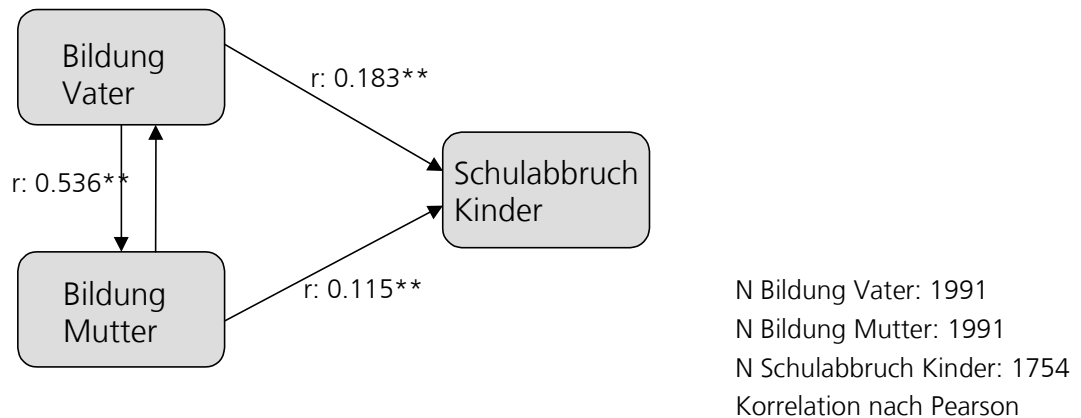 Bildung
Vater
r: 0.183**
r: 0.536**
Schulabbruch
Kinder
Bildung
Mutter
r: 0.115**
N Bildung Vater: 1991
N Bildung Mutter: 1991
N Schulabbruch Kinder: 1754
Korrelation nach Pearson